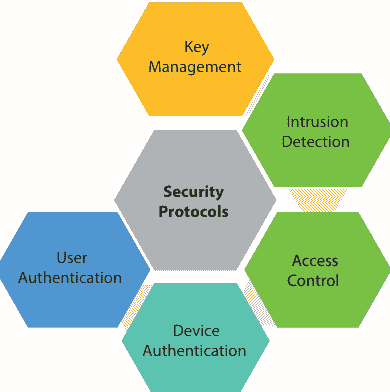 Key
Management
Intrusion
Detection
Security
Protocols
Access
Control
User
Authentication
Device
Authentication